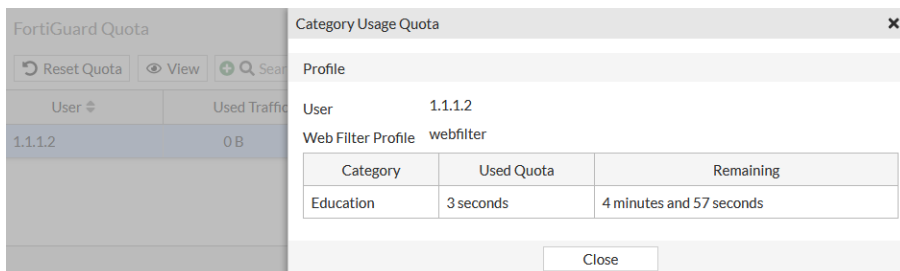 FortiGuard Quota
Reset Quota View Sear
User Used Traffic
1.1.1.2 0 B
Category Usage Quota
Profile
User 1.1.1.2
Web Filter Profile webfilter
Category Used Quota Remaining
Education 3 seconds 4 minutes and 57 seconds
Close